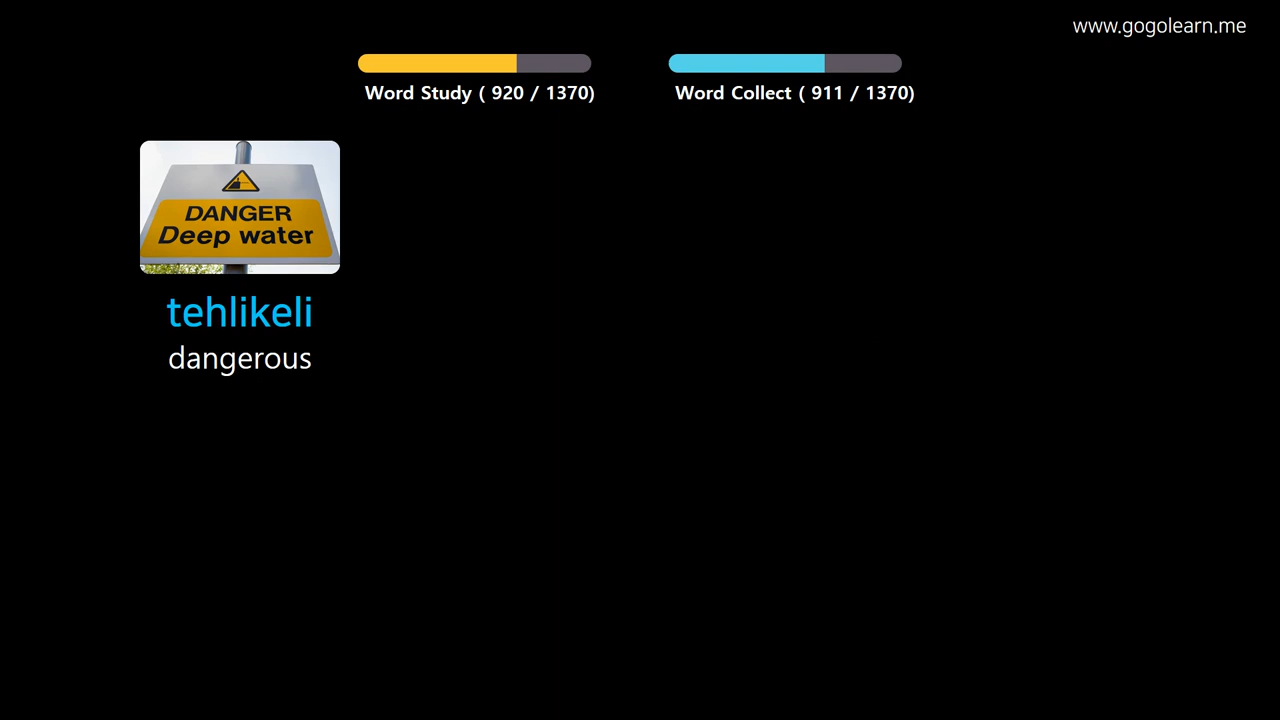 www.gogolearn.me
Word Study ( 920 / 1370)
Word Collect ( 911 / 1370)
DANGER
Deep water
tehlikeli
dangerous